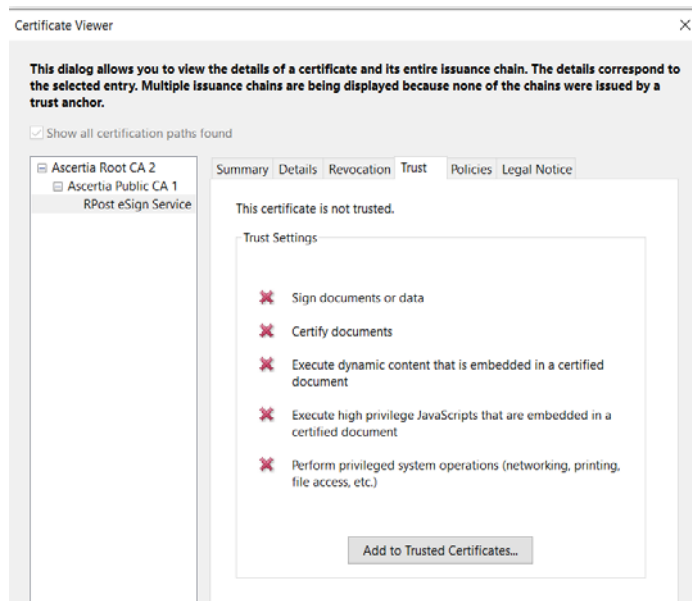 Certificate Viewer
This dialog allows you to view the details of a certificate and its entire issuance chain. The details correspond to
the selected entry. Multiple issuance chains are being displayed because none of the chains were issued by a
trust anchor.
Show all certification paths found
Ascertia Root CA 2
Ascertia Public CA 1
RPost eSign Service
Summary Details Revocation Trust Policies Legal Notice
This certificate is not trusted.
Trust Settings
Sign documents or data
Certify documents
Execute dynamic content that is embedded in a certified
document
Execute high privilege JavaScripts that are embedded in a
certified document
Perform privileged system operations (networking, printing,
file access, etc.)
Add to Trusted Certificates...